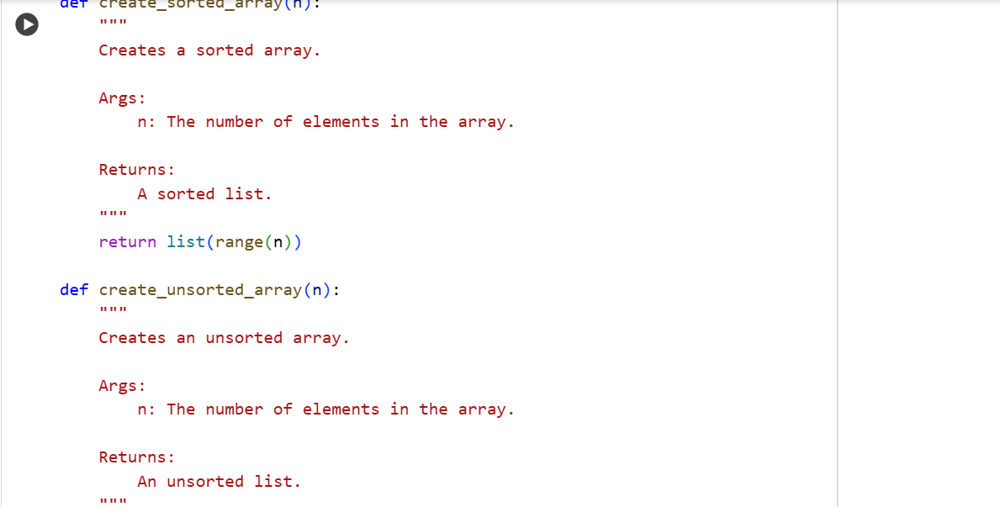 def create_sorted_array(n):
    """
    Creates a sorted array.

    Args:
        n: The number of elements in the array.

    Returns:
        A sorted list.
    """
    return list(range(n))

def create_unsorted_array(n):
    """
    Creates an unsorted array.

    Args:
        n: The number of elements in the array.

    Returns:
        An unsorted list.
    """